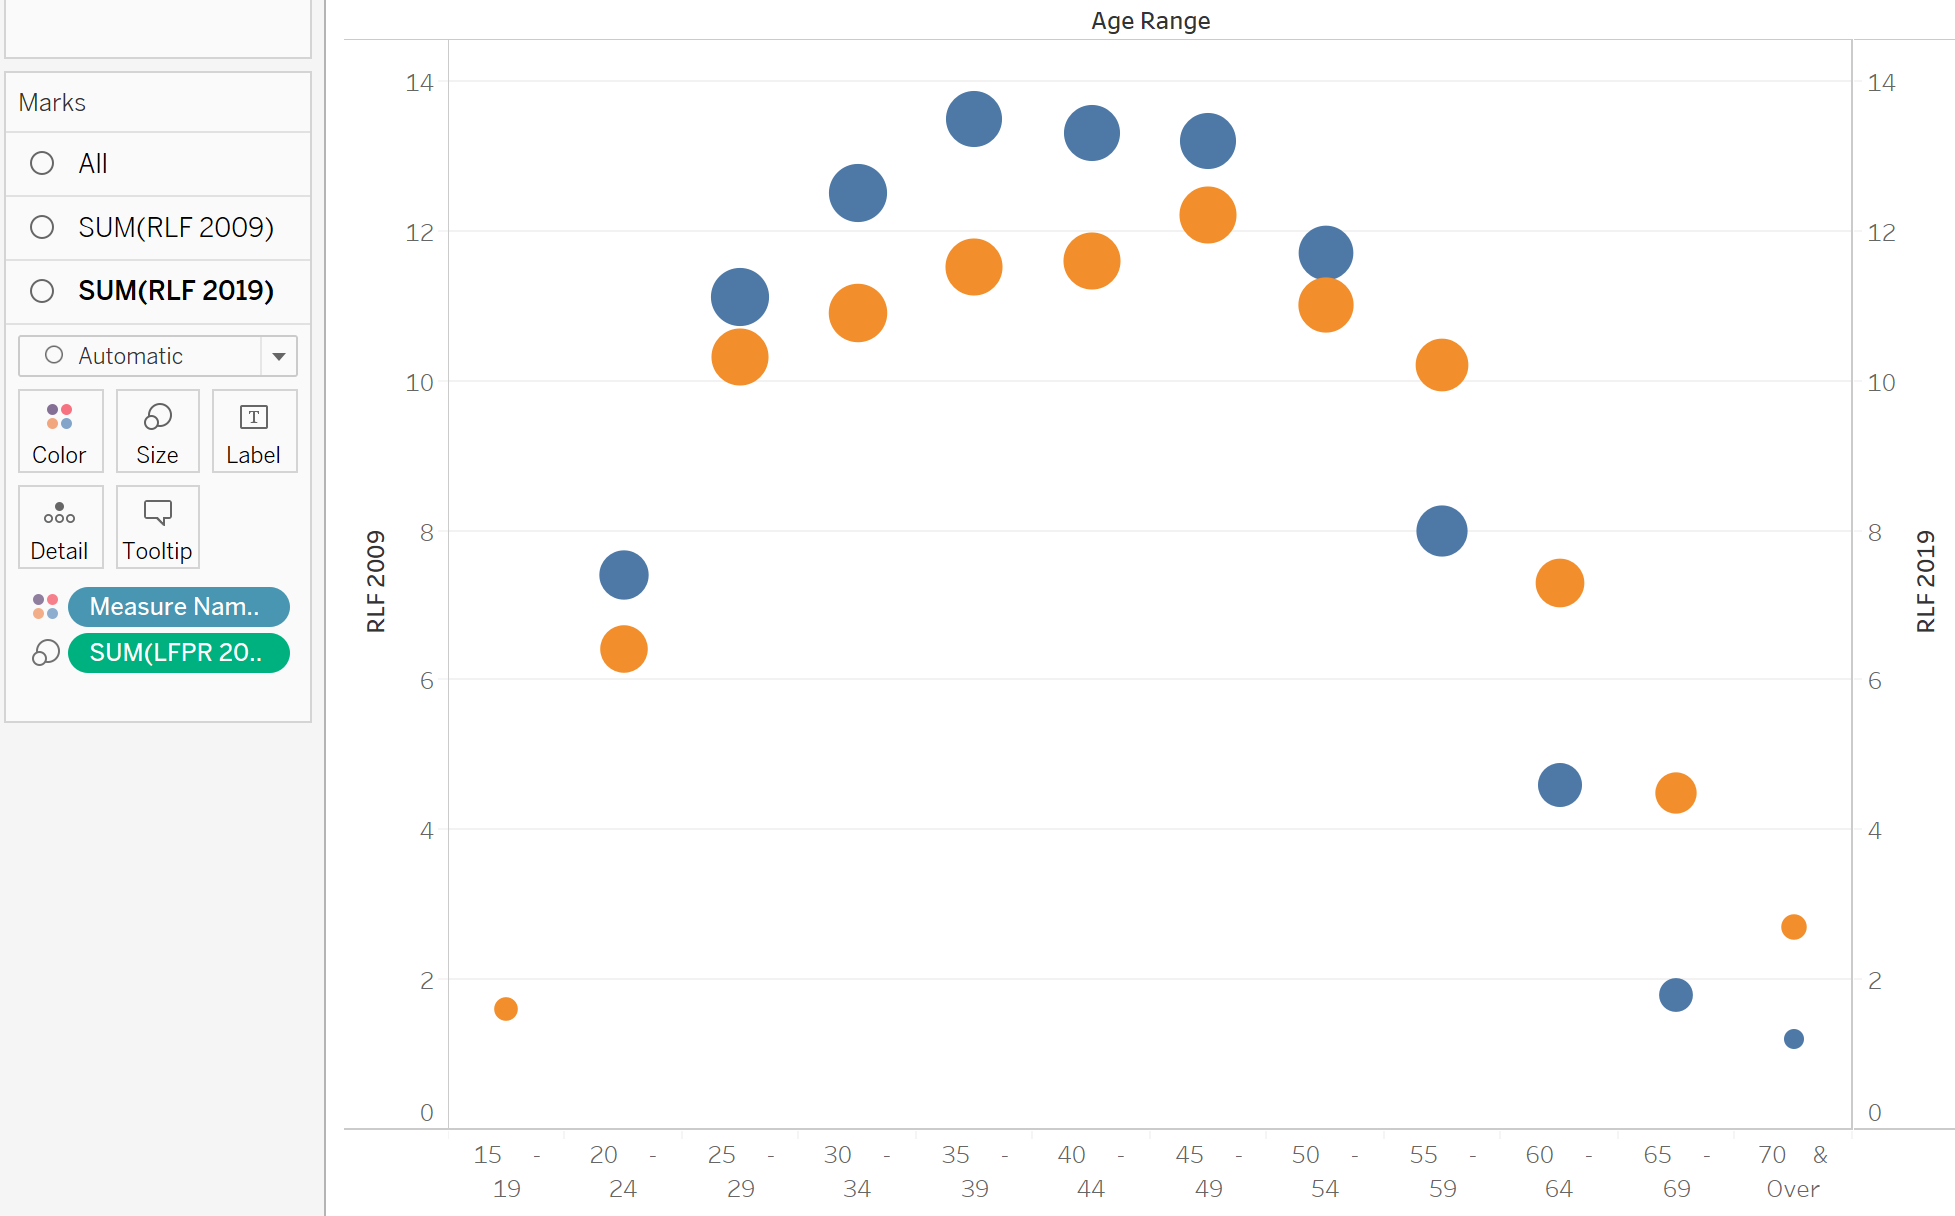 Marks
All
SUM(RLF 2009)
SUM(RLF 2019)
Automatic
Color Size Label
Detail Tooltip
Measure Nam..
SUM(LFPR 20..
Age Range
RLF 2009
14
12
10
8
6
4
2
0
14
12
10
8
6
4
2
0
RLF 2019
15 - 20 - 25 - 30 - 35 - 40 - 45 - 50 - 55 - 60 - 65 - 70 &
19 24 29 34 39 44 49 54 59 64 69 Over